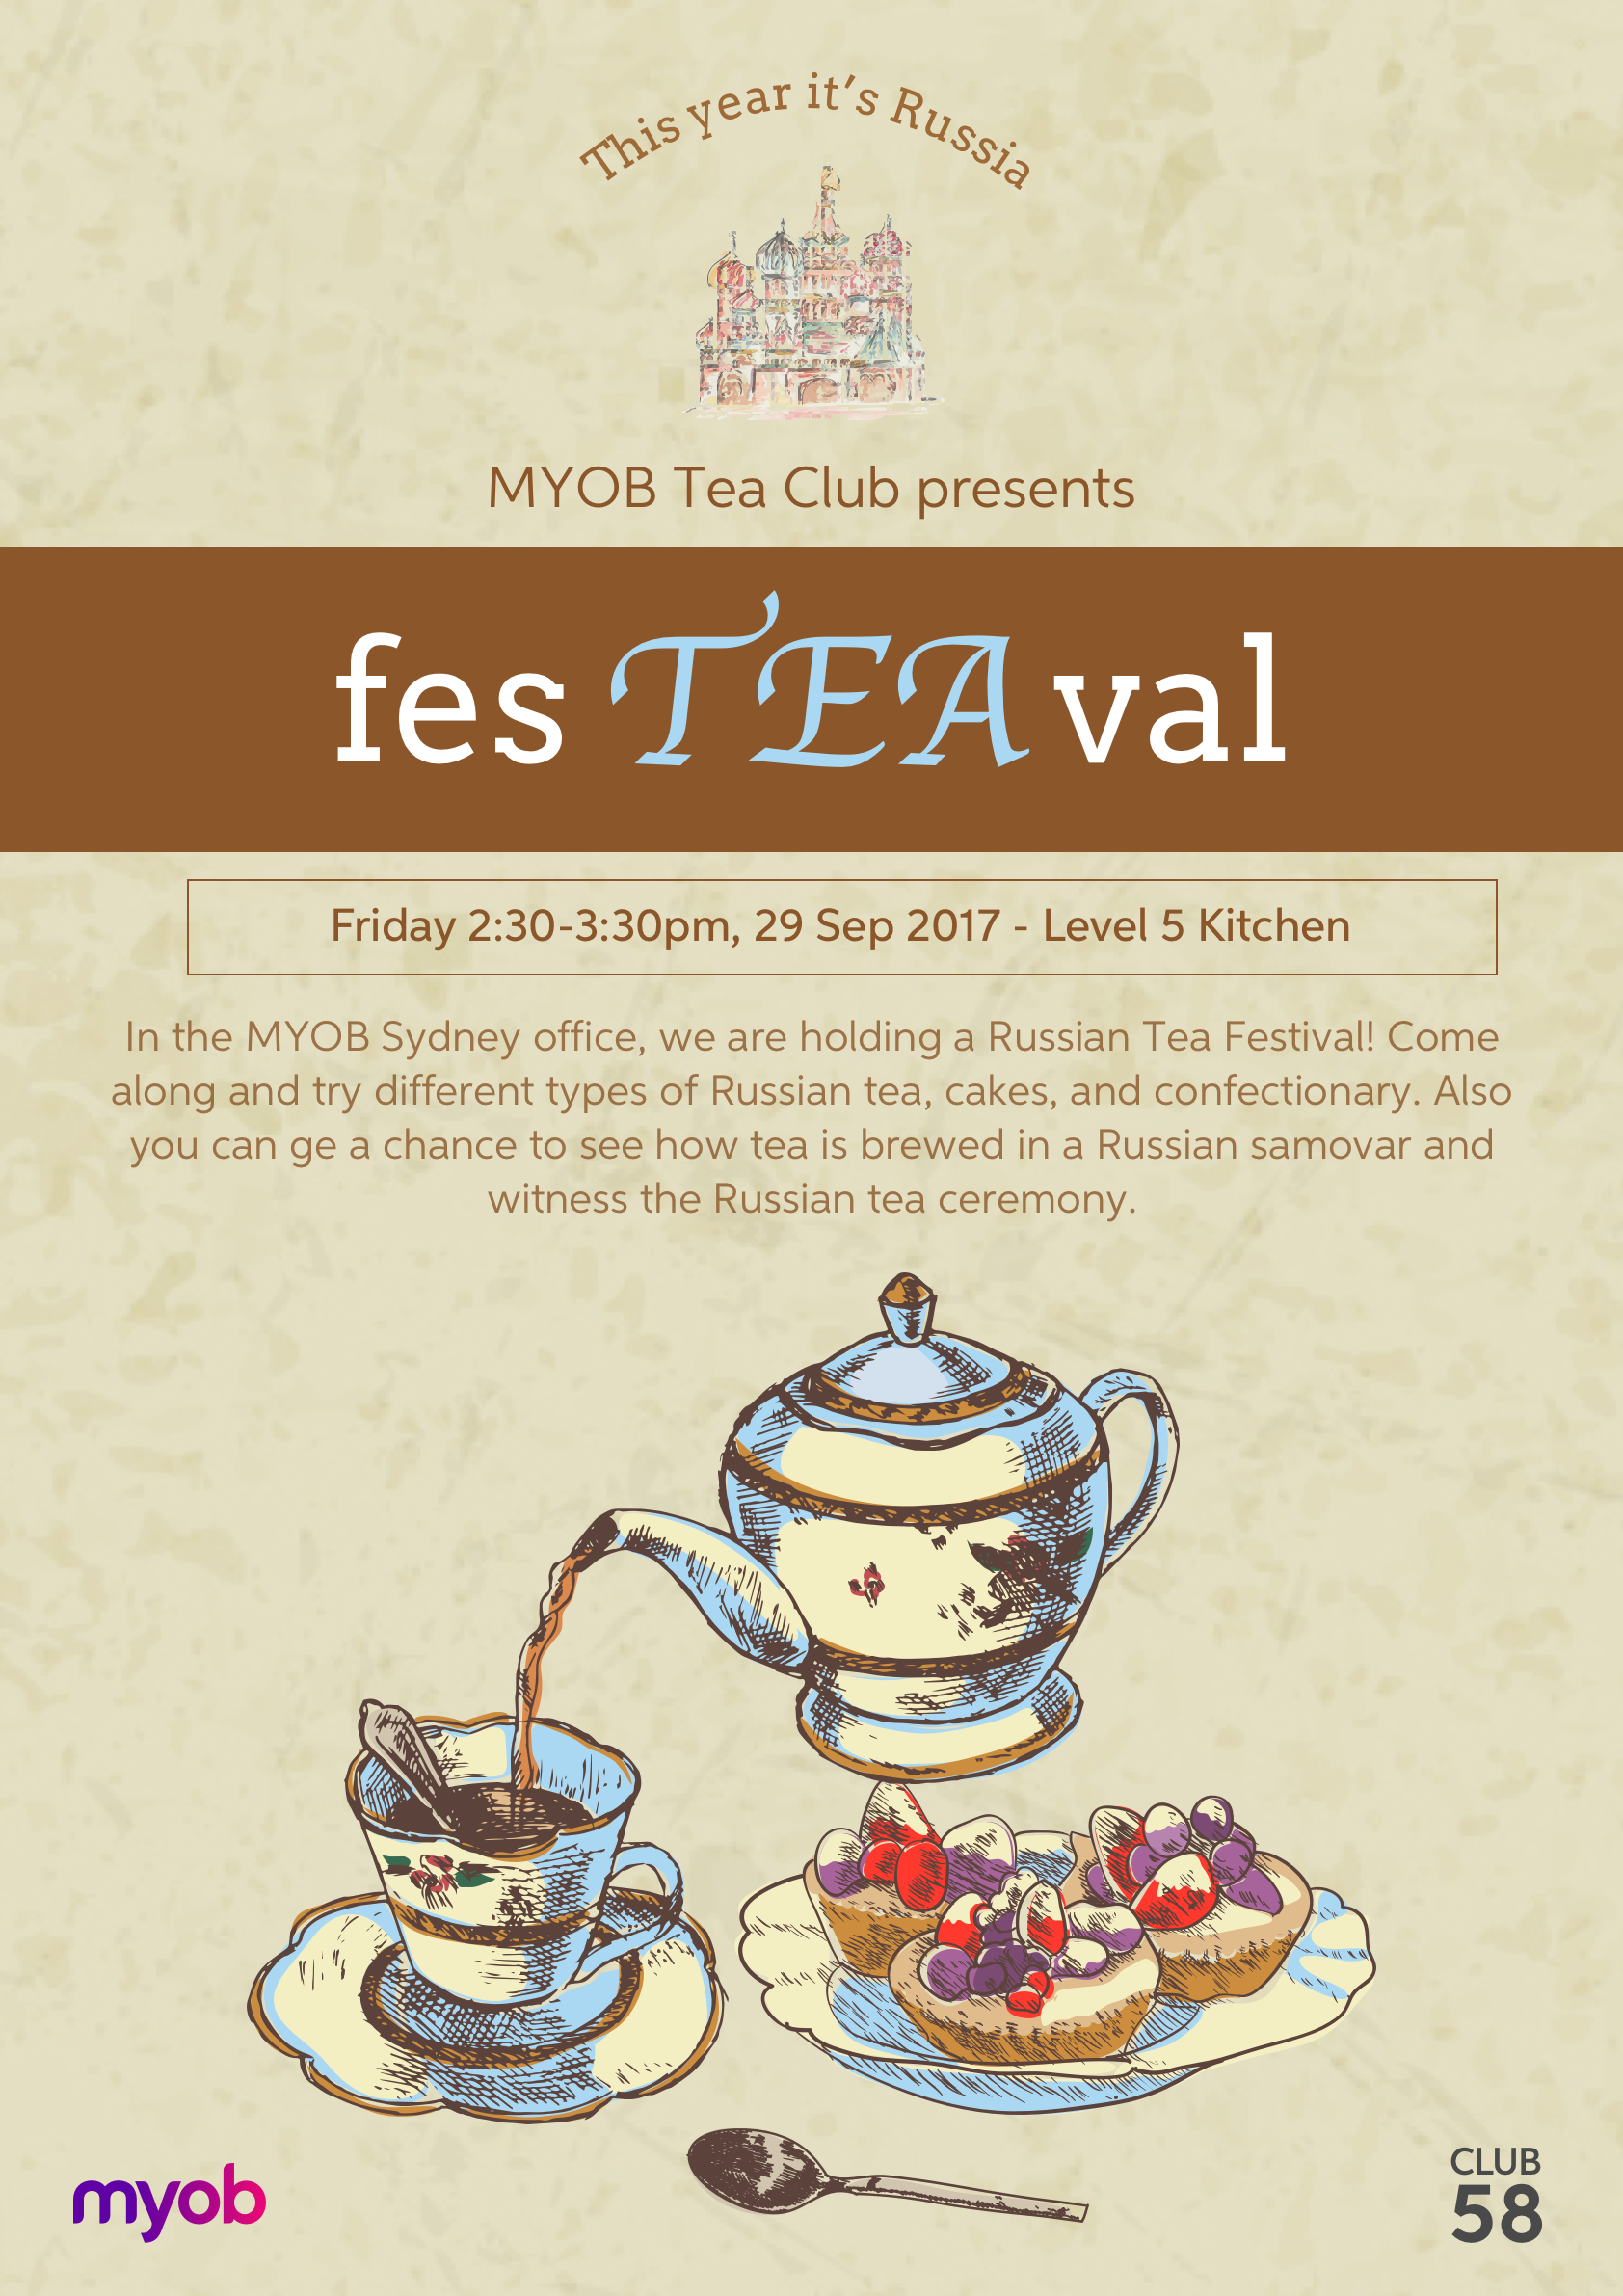 This year it's Russia
MYOB Tea Club presents
fesTEAval
Friday 2:30-3:30pm, 29 Sep 2017 - Level 5 Kitchen
In the MYOB Sydney office, we are holding a Russian Tea Festival! Come
along and try different types of Russian tea, cakes, and confectionary. Also
you can ge a chance to see how tea is brewed in a Russian samovar and
witness the Russian tea ceremony.
myob
CLUB
58